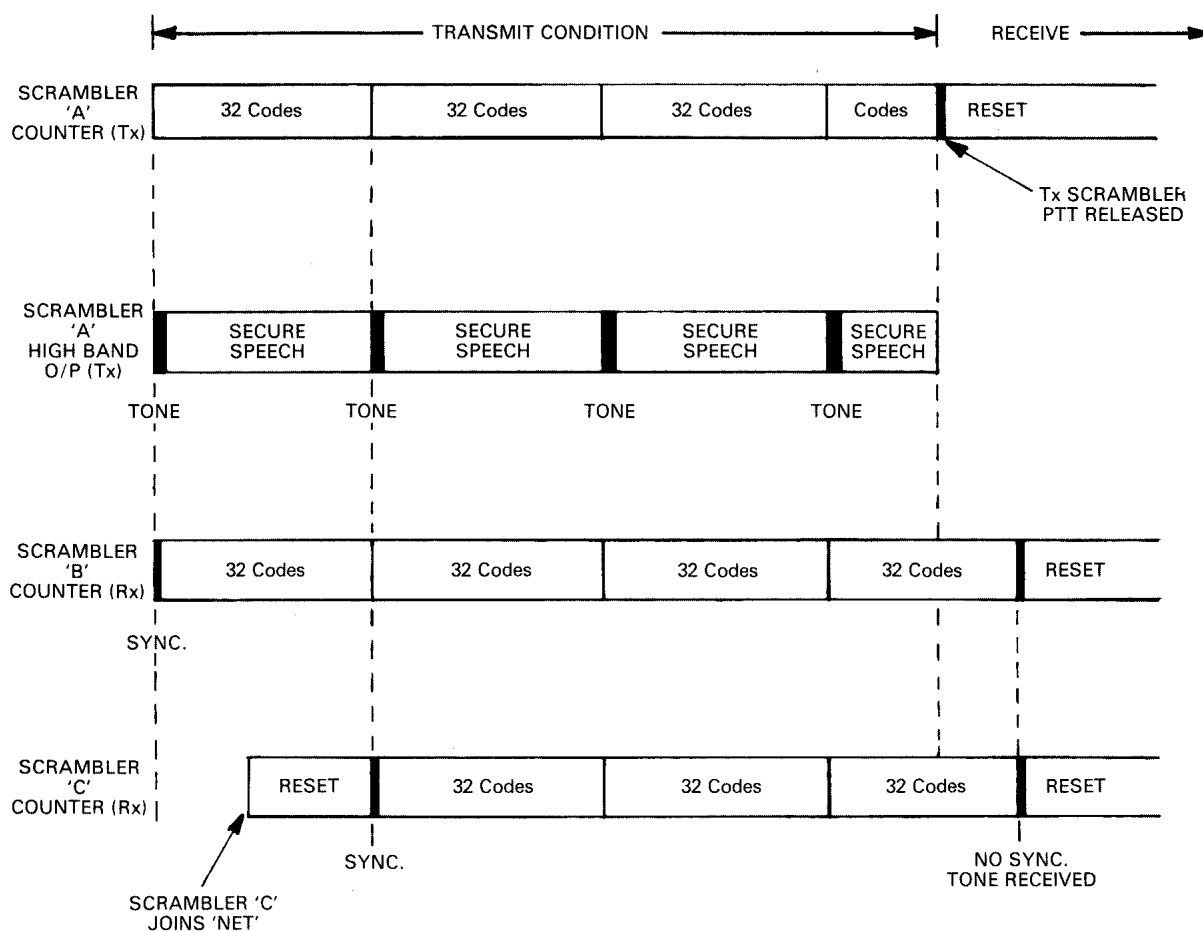 TRANSMIT CONDITION
RECEIVE
SCRAMBLER
'A'
COUNTER (Tx)
32 Codes
32 Codes
32 Codes
Codes
RESET
Tx SCRAMBLER
PTT RELEASED
SCRAMBLER
'A'
HIGH BAND
O/P (Tx)
SECURE
SPEECH
SECURE
SPEECH
SECURE
SPEECH
SECURE
SPEECH
TONE
TONE
TONE
TONE
SCRAMBLER
'B'
COUNTER (Rx)
32 Codes
32 Codes
32 Codes
32 Codes
RESET
SYNC.
SCRAMBLER
'C'
COUNTER (Rx)
RESET
32 Codes
32 Codes
32 Codes
RESET
SYNC.
NO SYNC.
TONE RECEIVED
SCRAMBLER 'C'
JOINS 'NET'